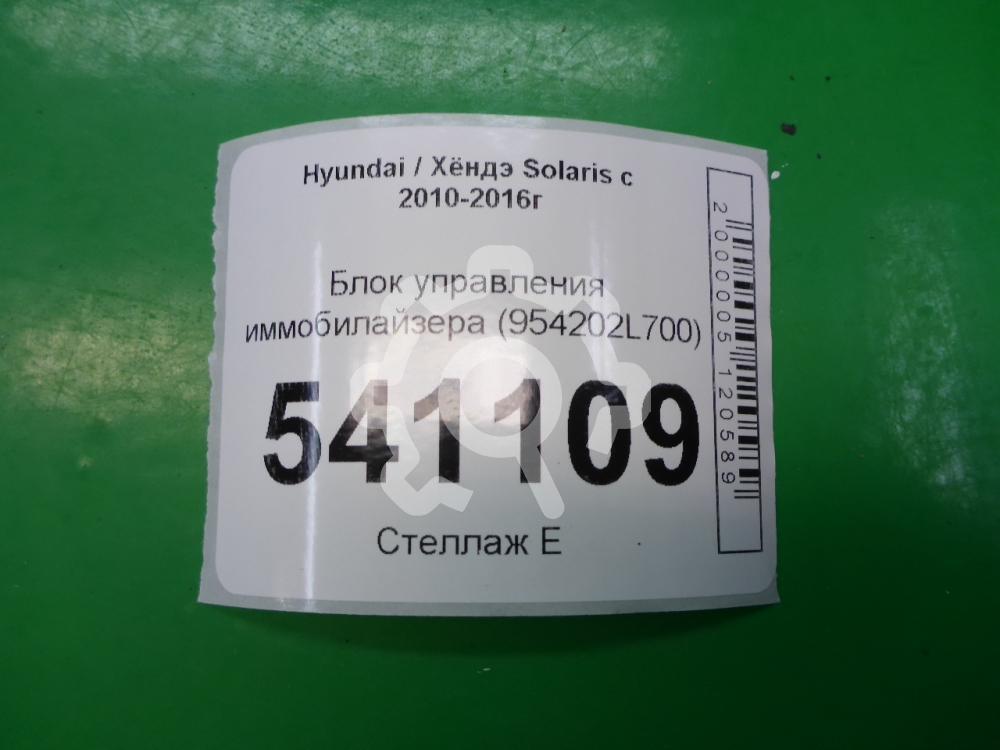 Hyundai / Хёндэ Solaris с
2010-2016г
Блок управления
иммобилайзера (954202L700)
541109
Стеллаж Е
2000005120589